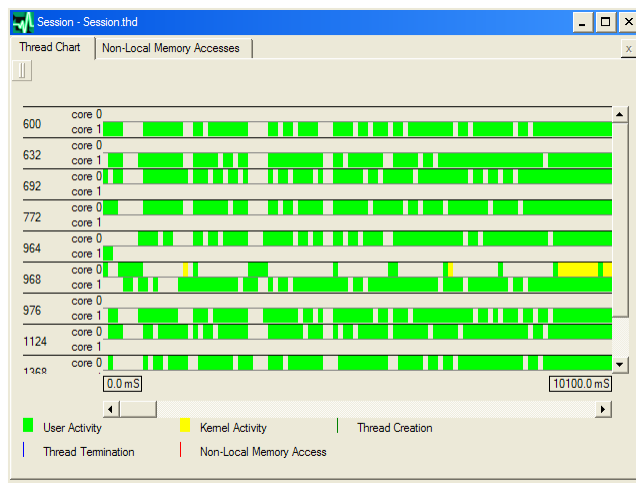 Session - Session.thd
Thread Chart Non-Local Memory Accesses x
core 0
600
core 1
core 0
632
core 1
core 0
692
core 1
core 0
772
core 1
core 0
964
core 1
core 0
968
core 1
core 0
976
core 1
core 0
1124
core 1
core 0
1368
0.0 mS 10100.0 mS
User Activity Kernel Activity Thread Creation
Thread Termination Non-Local Memory Access